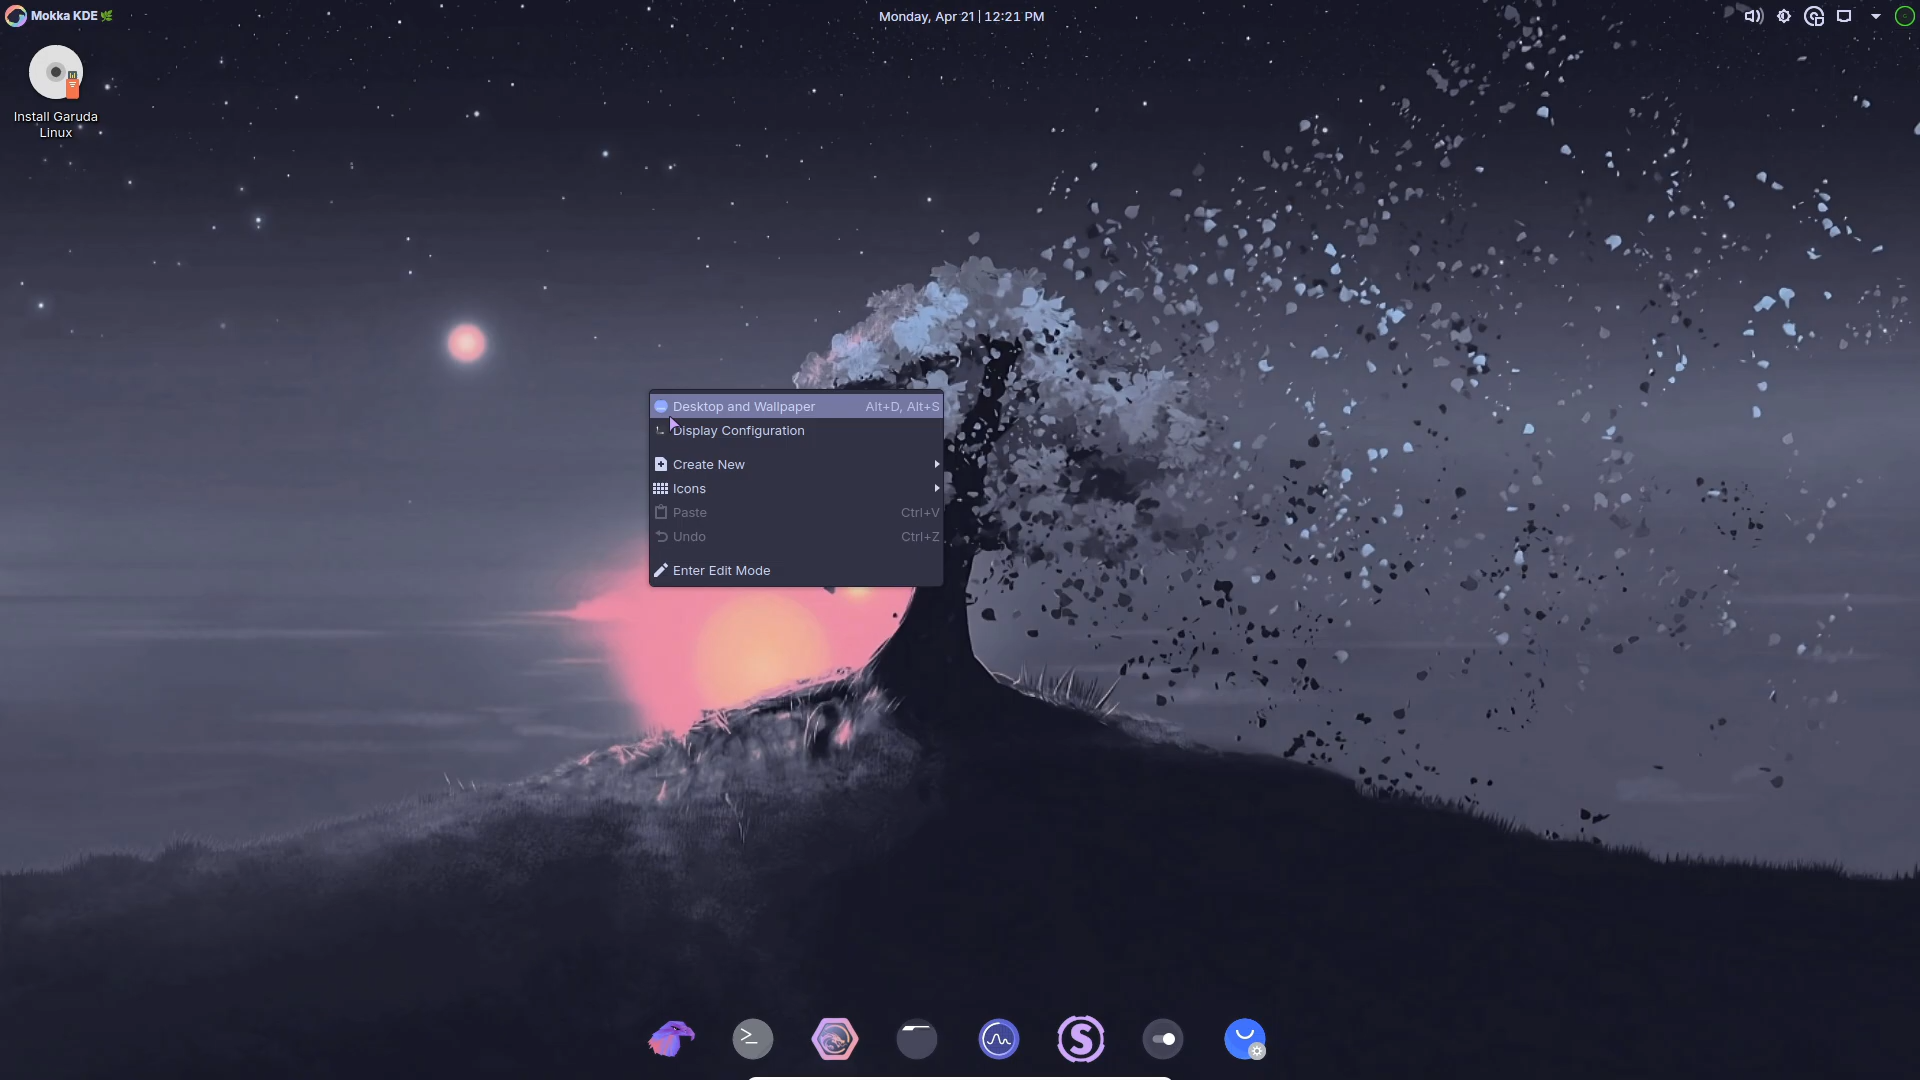 Mokka KDE
Monday, Apr 21 | 12:21 PM
Install Garuda
Linux
Desktop and Wallpaper Alt+D, Alt+S
Display Configuration
Create New
Icons
Paste Ctrl+V
Undo Ctrl+Z
Enter Edit Mode